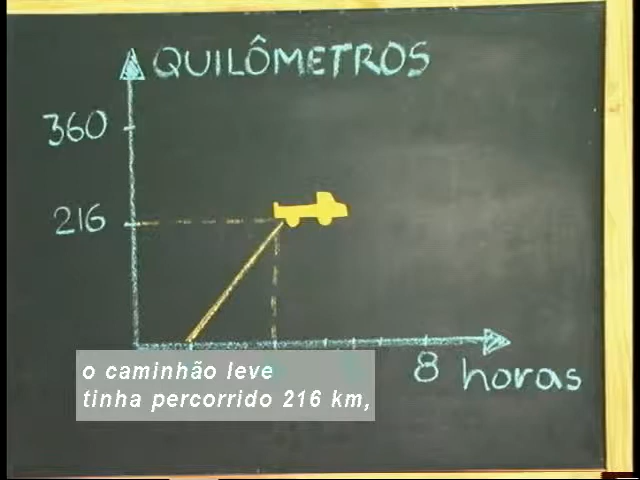 QUILÔMETROS
360
216
8 horas
o caminhão leve
tinha percorrido 216 km,